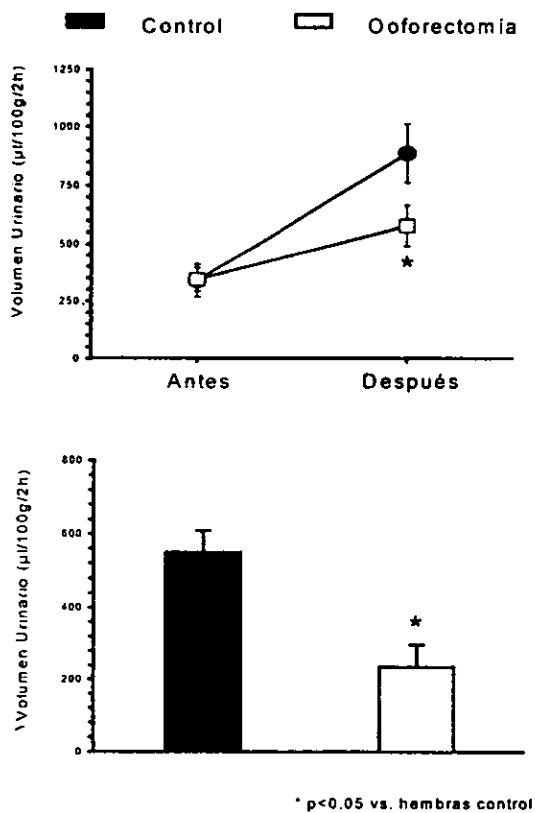 Control Ooforectomía
Volumen Urinario (µl/100g/2h)
1250
1000
750
500
250
0
Antes Después
*
Volumen Urinario (µl/100g/2h)
800
600
400
200
0
*
* p<0.05 vs. hembras control